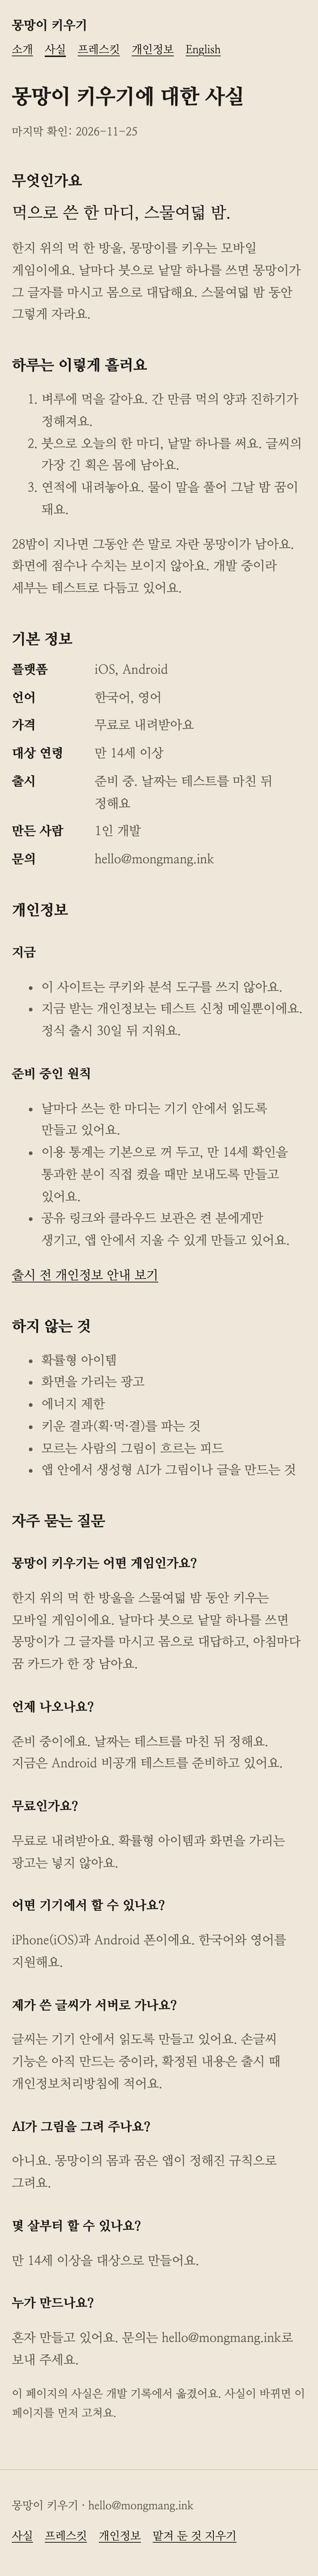 몽망이 키우기
소개 사실 프레스킷 개인정보 English
몽망이 키우기에 대한 사실
마지막 확인: 2026-11-25
무엇인가요
먹으로 쓴 한 마디, 스물여덟 밤.
한지 위의 먹 한 방울, 몽망이를 키우는 모바일
게임이에요. 날마다 붓으로 낱말 하나를 쓰면 몽망이가
그 글자를 마시고 몸으로 대답해요. 스물여덟 밤 동안
그렇게 자라요.
하루는 이렇게 흘러요
1. 벼루에 먹을 갈아요. 간 만큼 먹의 양과 진하기가
정해져요.
2. 붓으로 오늘의 한 마디, 낱말 하나를 써요. 글씨의
가장 긴 획은 몸에 남아요.
3. 연적에 내려놓아요. 물이 말을 풀어 그날 밤 꿈이
돼요.
28밤이 지나면 그동안 쓴 말로 자란 몽망이가 남아요.
화면에 점수나 수치는 보이지 않아요. 개발 중이라
세부는 테스트로 다듬고 있어요.
기본 정보
플랫폼 iOS, Android
언어 한국어, 영어
가격 무료로 내려받아요
대상 연령 만 14세 이상
출시 준비 중. 날짜는 테스트를 마친 뒤
정해요
만든 사람 1인 개발
문의 hello@mongmang.ink
개인정보
지금
• 이 사이트는 쿠키와 분석 도구를 쓰지 않아요.
• 지금 받는 개인정보는 테스트 신청 메일뿐이에요.
정식 출시 30일 뒤 지워요.
준비 중인 원칙
• 날마다 쓰는 한 마디는 기기 안에서 읽도록
만들고 있어요.
• 이용 통계는 기본으로 꺼 두고, 만 14세 확인을
통과한 분이 직접 켰을 때만 보내도록 만들고
있어요.
• 공유 링크와 클라우드 보관은 켠 분에게만
생기고, 앱 안에서 지울 수 있게 만들고 있어요.
출시 전 개인정보 안내 보기
하지 않는 것
• 확률형 아이템
• 화면을 가리는 광고
• 에너지 제한
• 키운 결과(획·먹·결)를 파는 것
• 모르는 사람의 그림이 흐르는 피드
• 앱 안에서 생성형 AI가 그림이나 글을 만드는 것
자주 묻는 질문
몽망이 키우기는 어떤 게임인가요?
한지 위의 먹 한 방울을 스물여덟 밤 동안 키우는
모바일 게임이에요. 날마다 붓으로 낱말 하나를 쓰면
몽망이가 그 글자를 마시고 몸으로 대답하고, 아침마다
꿈 카드가 한 장 남아요.
언제 나오나요?
준비 중이에요. 날짜는 테스트를 마친 뒤 정해요.
지금은 Android 비공개 테스트를 준비하고 있어요.
무료인가요?
무료로 내려받아요. 확률형 아이템과 화면을 가리는
광고는 넣지 않아요.
어떤 기기에서 할 수 있나요?
iPhone(iOS)과 Android 폰이에요. 한국어와 영어를
지원해요.
제가 쓴 글씨가 서버로 가나요?
글씨는 기기 안에서 읽도록 만들고 있어요. 손글씨
기능은 아직 만드는 중이라, 확정된 내용은 출시 때
개인정보처리방침에 적어요.
AI가 그림을 그려 주나요?
아니요. 몽망이의 몸과 꿈은 앱이 정해진 규칙으로
그려요.
몇 살부터 할 수 있나요?
만 14세 이상을 대상으로 만들어요.
누가 만드나요?
혼자 만들고 있어요. 문의는 hello@mongmang.ink로
보내 주세요.
이 페이지의 사실은 개발 기록에서 옮겼어요. 사실이 바뀌면 이
페이지를 먼저 고쳐요.
몽망이 키우기 · hello@mongmang.ink
사실 프레스킷 개인정보 맡겨 둔 것 지우기